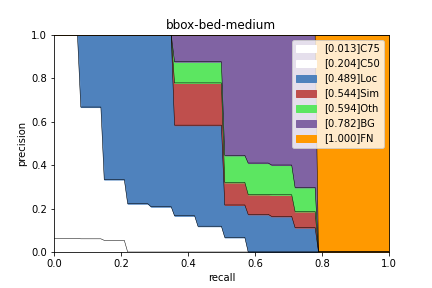 bbox-bed-medium
precision
1.0
0.8
0.6
0.4
0.2
0.0
[0.013]C75
[0.204]C50
[0.489]Loc
[0.544]Sim
[0.594]Oth
[0.782]BG
[1.000]FN
0.0 0.2 0.4 0.6 0.8 1.0
recall